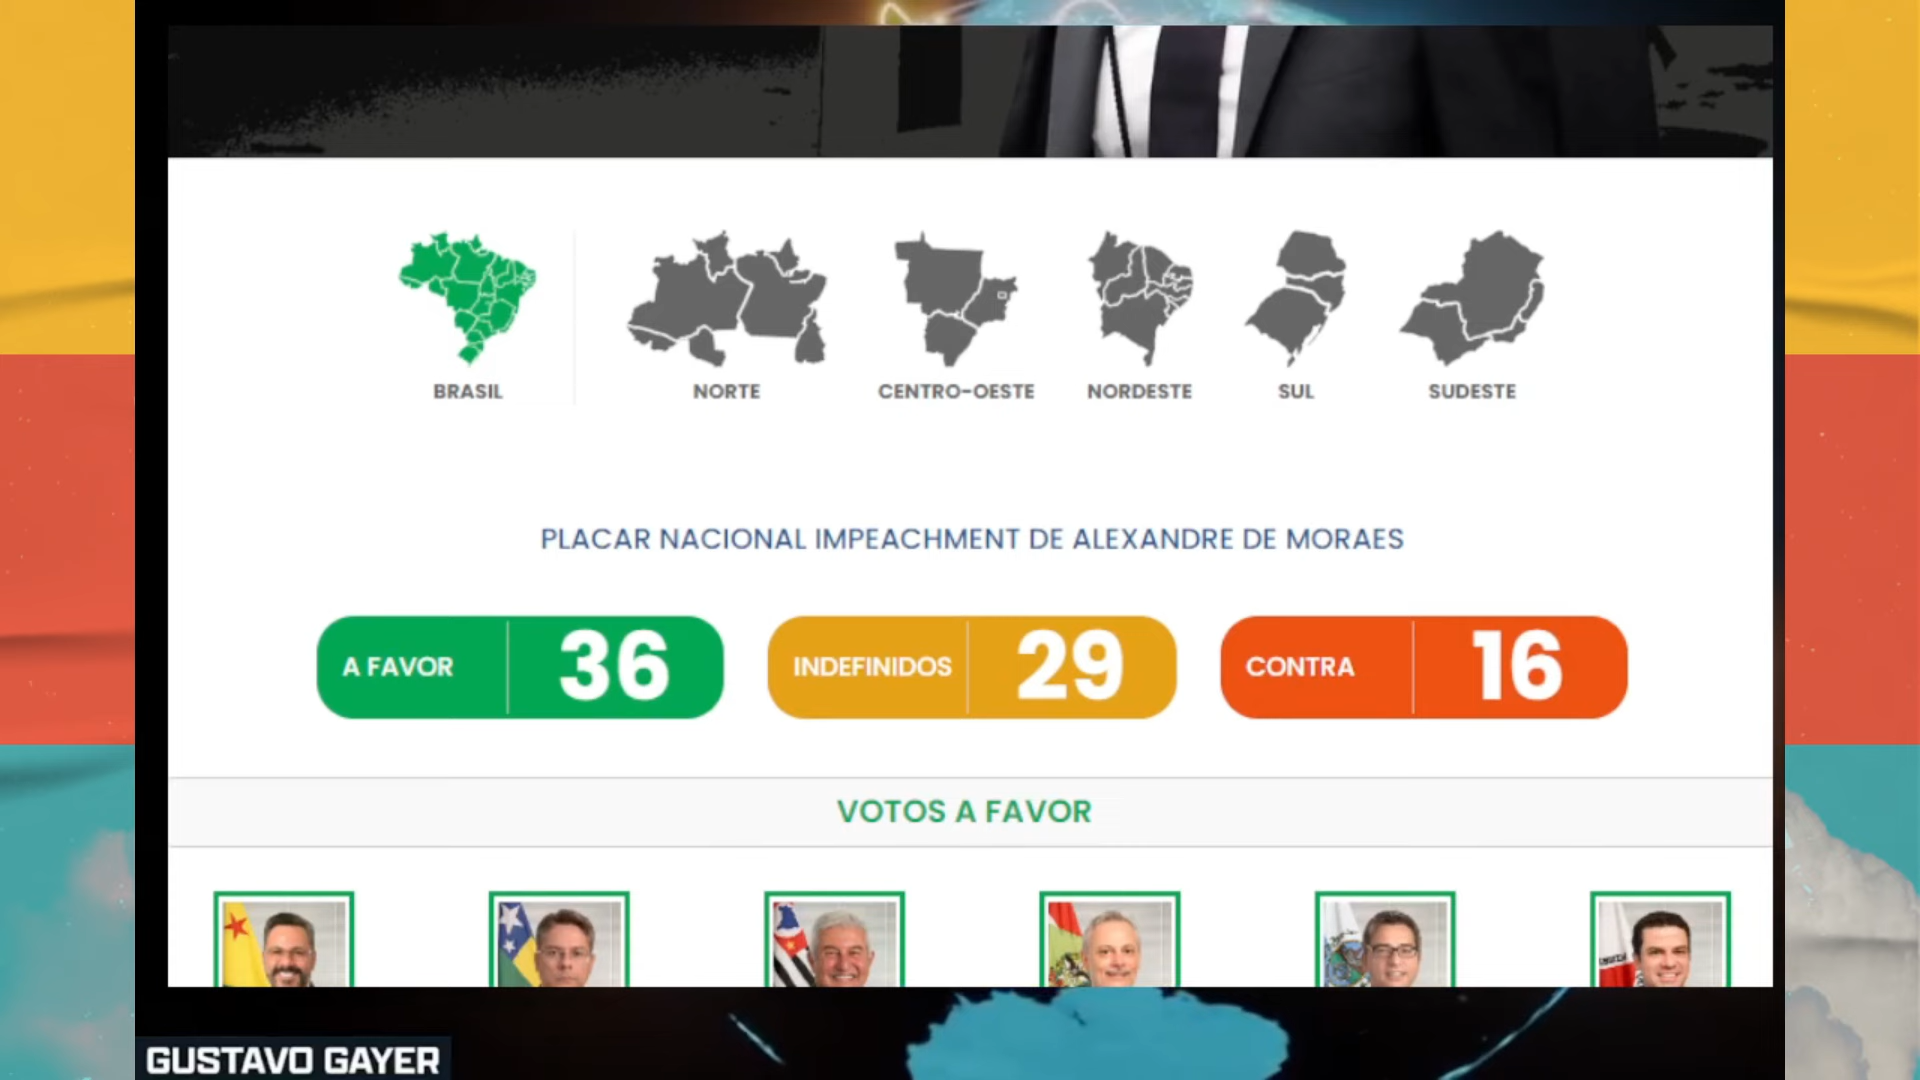 BRASIL
NORTE
CENTRO-OESTE
NORDESTE
SUL
SUDESTE
PLACAR NACIONAL IMPEACHMENT DE ALEXANDRE DE MORAES
A FAVOR 36
INDEFINIDOS 29
CONTRA 16
VOTOS A FAVOR
GUSTAVO GAYER